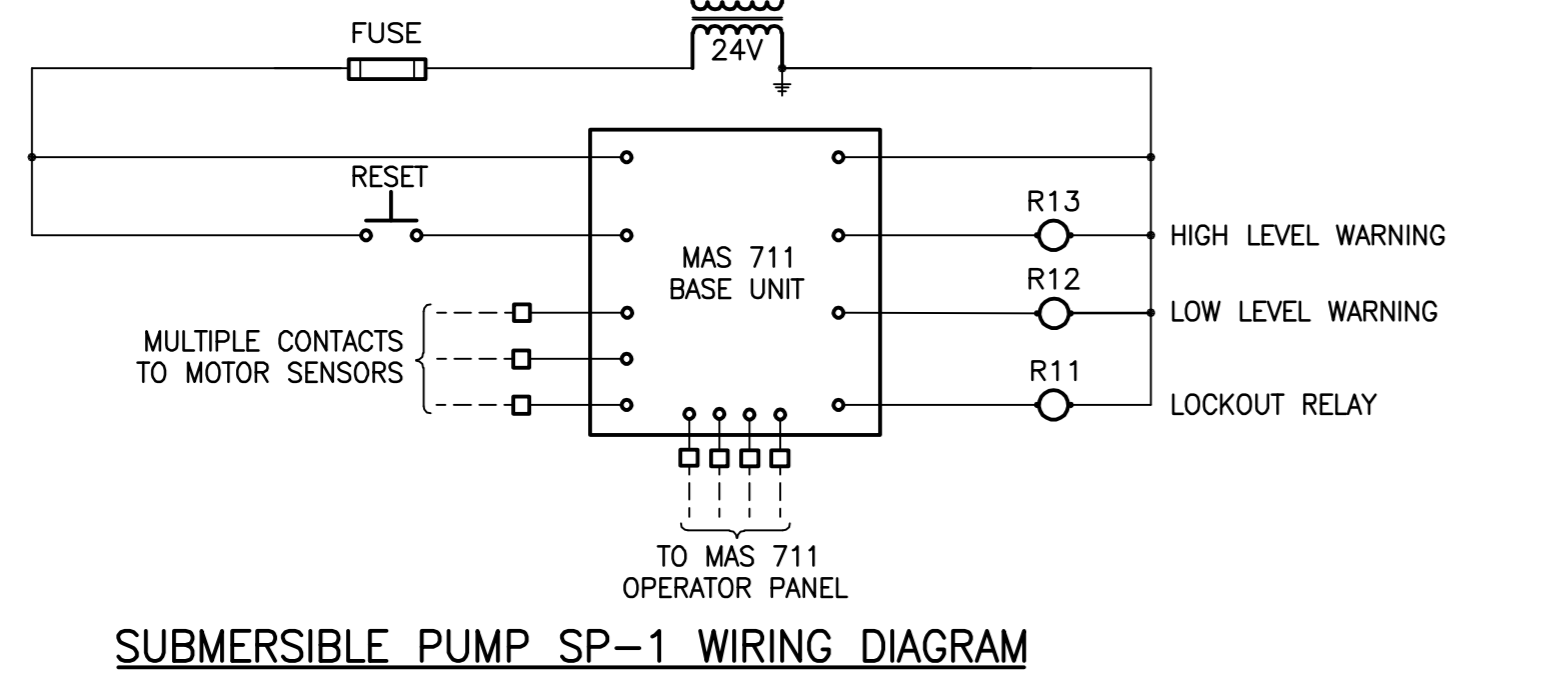 FUSE
24V
RESET
R13
HIGH LEVEL WARNING
MAS 711
BASE UNIT
R12
LOW LEVEL WARNING
MULTIPLE CONTACTS
TO MOTOR SENSORS
R11
LOCKOUT RELAY
TO MAS 711
OPERATOR PANEL
SUBMERSIBLE PUMP SP-1 WIRING DIAGRAM